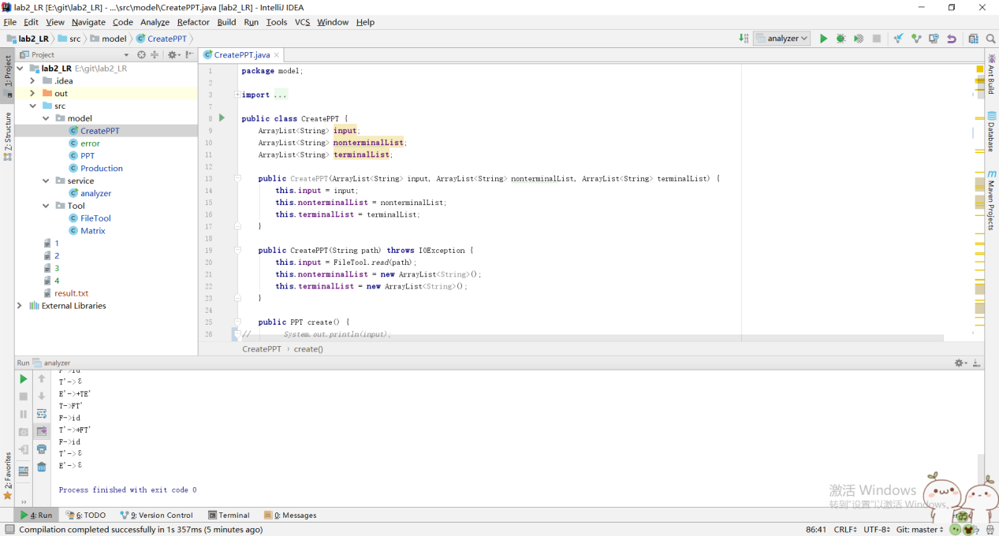 lab2_LR [E:\git\lab2_LR] - ...\src\model\CreatePPT.java [lab2_LR] - IntelliJ IDEA
File Edit View Navigate Code Analyze Refactor Build Run Tools VCS Window Help
lab2_LR src model CreatePPT analyzer
Project
CreatePPT.java
1: Project
Z: Structure
2: Favorites
lab2_LR E:\git\lab2_LR
.idea
out
src
model
CreatePPT
error
PPT
Production
service
analyzer
Tool
FileTool
Matrix
1
2
3
4
result.txt
External Libraries
1 package model;
2
3 import ...
7
8 public class CreatePPT {
9 ArrayList<String> input;
10 ArrayList<String> nonterminalList;
11 ArrayList<String> terminalList;
12
13 public CreatePPT(ArrayList<String> input, ArrayList<String> nonterminalList, ArrayList<String> terminalList) {
14 this.input = input;
15 this.nonterminalList = nonterminalList;
16 this.terminalList = terminalList;
17 }
18
19 public CreatePPT(String path) throws IOException {
20 this.input = FileTool.read(path);
21 this.nonterminalList = new ArrayList<String>();
22 this.terminalList = new ArrayList<String>();
23 }
24
25 public PPT create() {
26 // System.out.println(input);
CreatePPT › create()
Ant Build
Database
Maven Projects
Run analyzer
F->id
T'->ε
E'->+TE'
T->FT'
F->id
T'->*FT'
F->id
T'->ε
E'->ε
Process finished with exit code 0
激活 Windows
转到"设置"以激活 Windows。
4: Run 6: TODO 9: Version Control Terminal 0: Messages
Compilation completed successfully in 1s 357ms (5 minutes ago) 86:41 CRLF UTF-8 Git: master